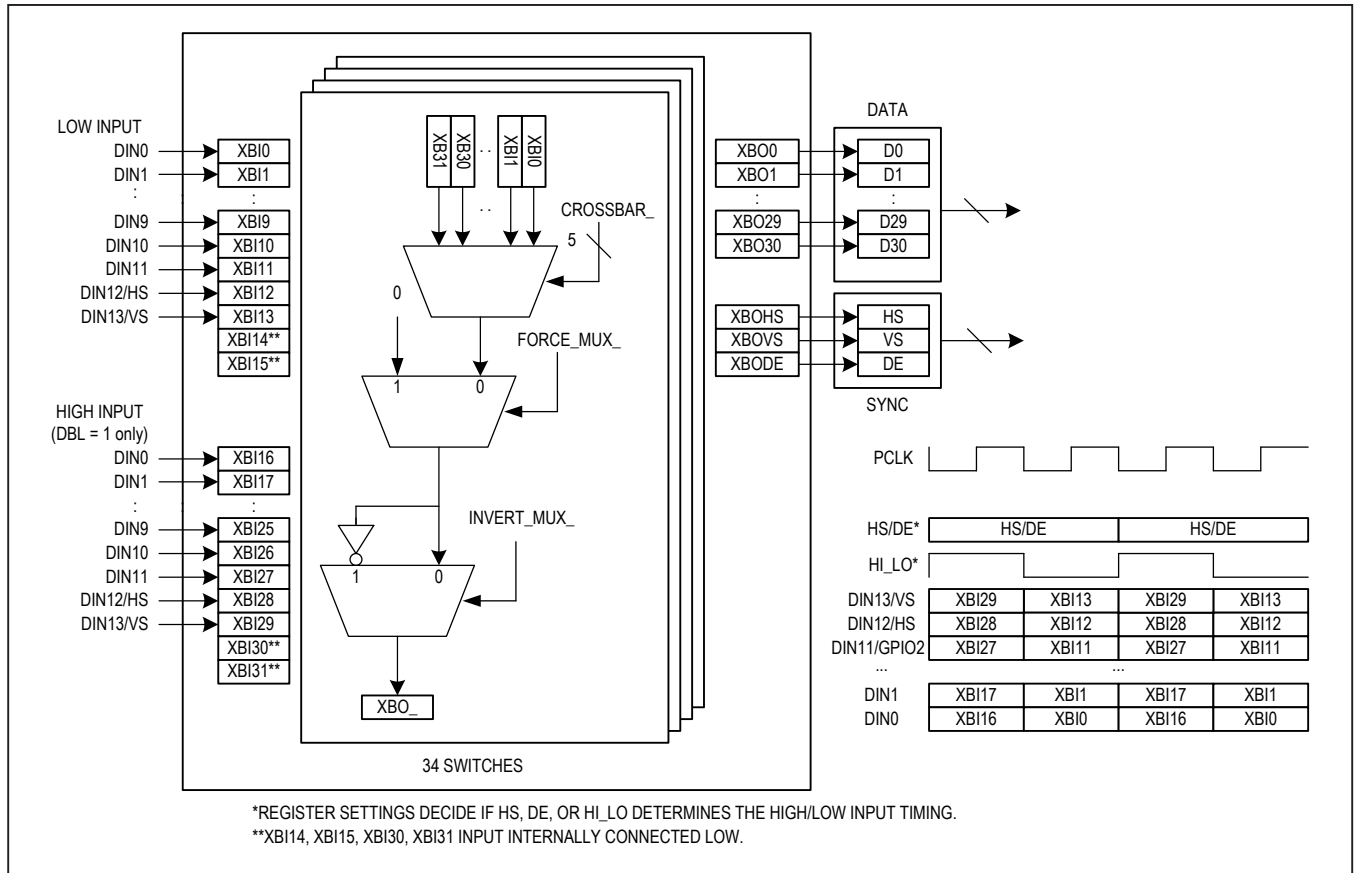 LOW INPUT
DIN0
XBI0
DIN1
XBI1
:
:
DIN9
XBI9
DIN10
XBI10
DIN11
XBI11
DIN12/HS
XBI12
DIN13/VS
XBI13
XBI14**
XBI15**
HIGH INPUT
(DBL = 1 only)
DIN0
XBI16
DIN1
XBI17
:
:
DIN9
XBI25
DIN10
XBI26
DIN11
XBI27
DIN12/HS
XBI28
DIN13/VS
XBI29
XBI30**
XBI31**
XB31
XB30
. .
XBI1
XBI0
. .
CROSSBAR_
5
0
FORCE_MUX_
1
0
INVERT_MUX_
1
0
XBO_
34 SWITCHES
DATA
XBO0
D0
XBO1
D1
:
:
XBO29
D29
XBO30
D30
XBOHS
HS
XBOVS
VS
XBODE
DE
SYNC
PCLK
HS/DE*
HS/DE
HS/DE
HI_LO*
DIN13/VS
XBI29
XBI13
XBI29
XBI13
DIN12/HS
XBI28
XBI12
XBI28
XBI12
DIN11/GPIO2
XBI27
XBI11
XBI27
XBI11
...
...
DIN1
XBI17
XBI1
XBI17
XBI1
DIN0
XBI16
XBI0
XBI16
XBI0
*REGISTER SETTINGS DECIDE IF HS, DE, OR HI_LO DETERMINES THE HIGH/LOW INPUT TIMING.
**XBI14, XBI15, XBI30, XBI31 INPUT INTERNALLY CONNECTED LOW.